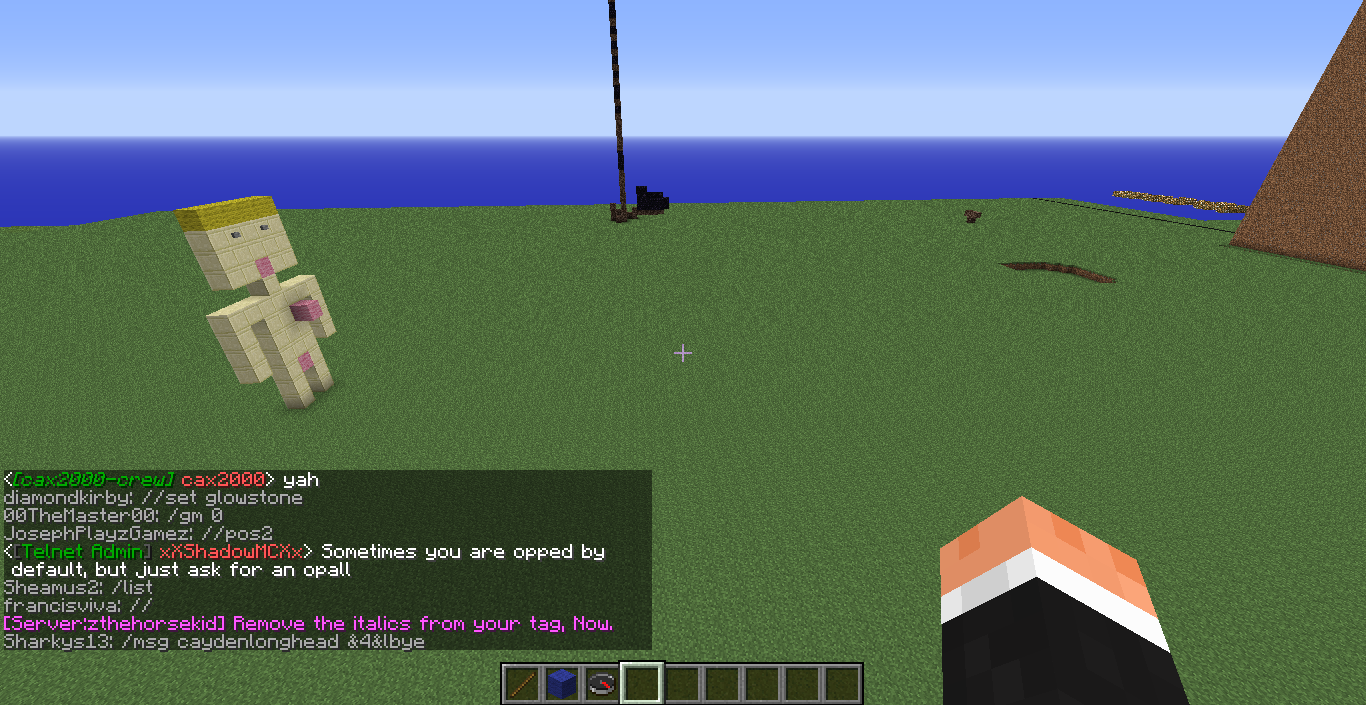 <[cax2000-crew] cax2000> yah
diamondkirby: //set glowstone
00TheMaster00: /gm 0
JosephPlayzGamez: //pos2
<[Telnet Admin] xXShadowMCXx> Sometimes you are opped by
default, but just ask for an opall
Sheamus2: /list
francisviva: //
[Server:zthehorsekid] Remove the italics from your tag, Now.
Sharkys13: /msg caydenlonghead &4&lbye